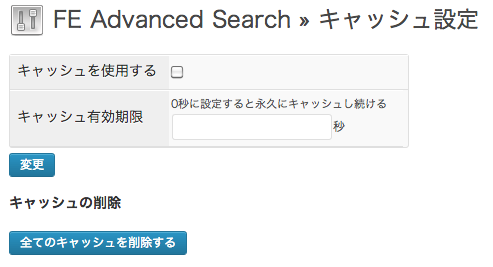 FE Advanced Search » キャッシュ設定
キャッシュを使用する
キャッシュ有効期限
0秒に設定すると永久にキャッシュし続ける
秒
変更
キャッシュの削除
全てのキャッシュを削除する